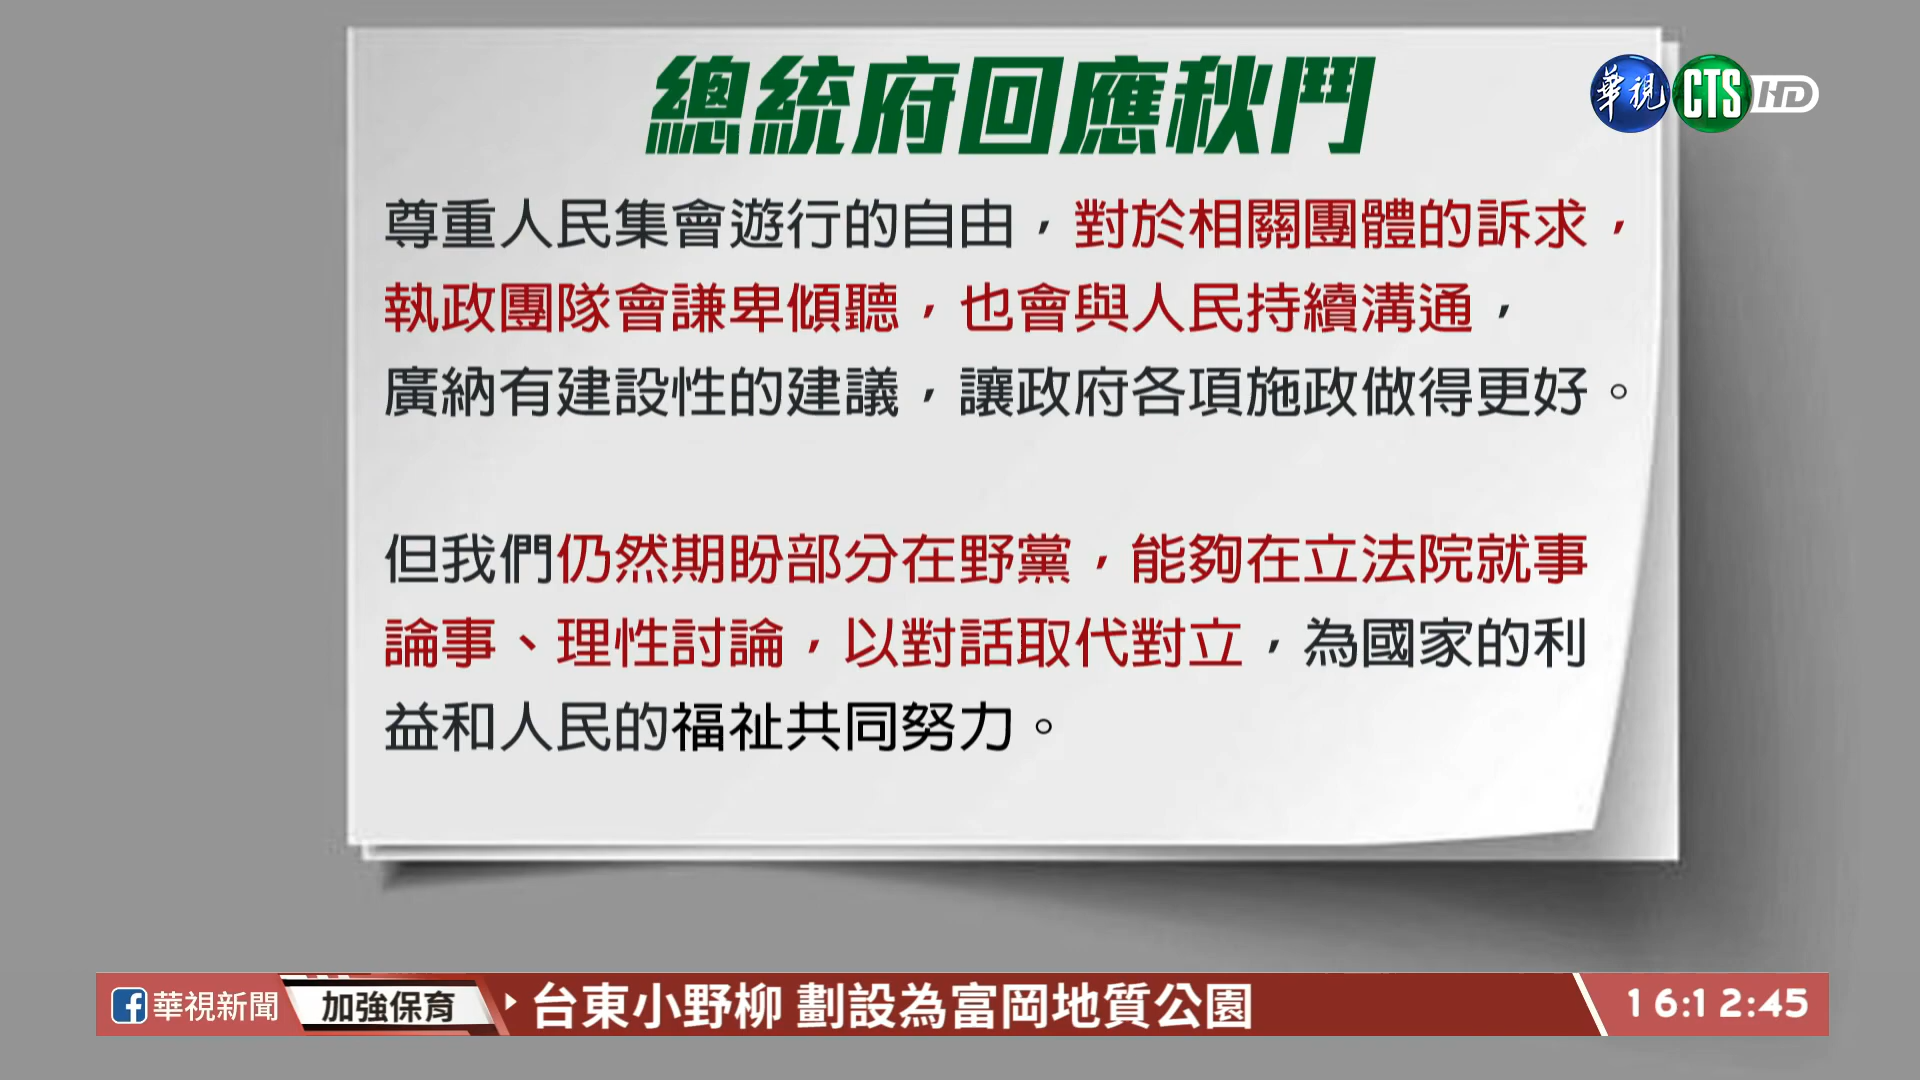 總統府回應秋鬥
華視 CTS HD
尊重人民集會遊行的自由，對於相關團體的訴求，
執政團隊會謙卑傾聽，也會與人民持續溝通，
廣納有建設性的建議，讓政府各項施政做得更好。
但我們仍然期盼部分在野黨，能夠在立法院就事
論事、理性討論，以對話取代對立，為國家的利
益和人民的福祉共同努力。
華視新聞 加強保育 台東小野柳 劃設為富岡地質公園 16:12:45